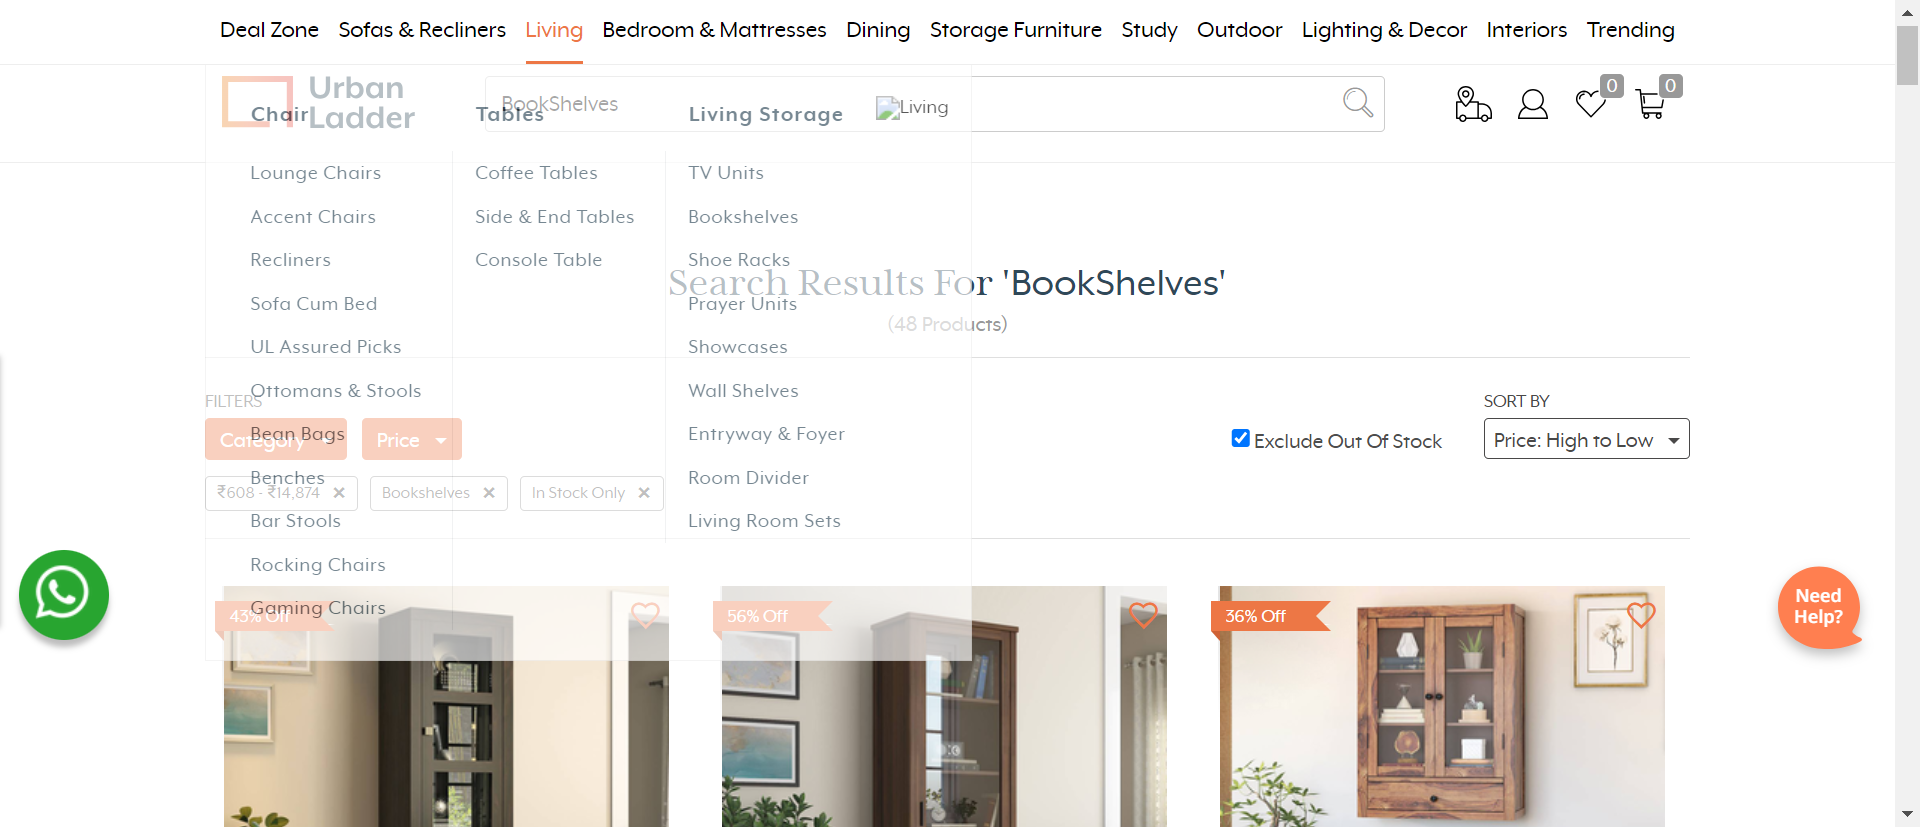 Deal Zone Sofas & Recliners Living Bedroom & Mattresses Dining Storage Furniture Study Outdoor Lighting & Decor Interiors Trending
Urban
Ladder
BookShelves
0
0
Chair
Tables
Living Storage
Living
Lounge Chairs
Accent Chairs
Recliners
Sofa Cum Bed
UL Assured Picks
Ottomans & Stools
Bean Bags
Benches
Bar Stools
Rocking Chairs
Gaming Chairs
Coffee Tables
Side & End Tables
Console Table
TV Units
Bookshelves
Shoe Racks
Prayer Units
Showcases
Wall Shelves
Entryway & Foyer
Room Divider
Living Room Sets
Search Results For 'BookShelves'
(48 Products)
FILTERS
Category
Price
₹608 - ₹14,874
Bookshelves
In Stock Only
Exclude Out Of Stock
SORT BY
Price: High to Low
43% Off
56% Off
36% Off
Need
Help?